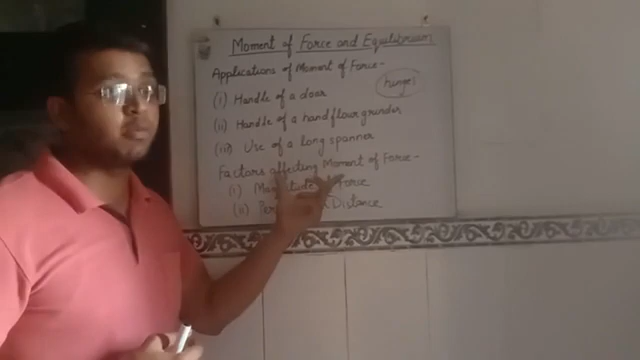 Moment of Force and Equilibrium
Applications of Moment of Force-
(i) Handle of a door
(ii) Handle of a hand flour grinder
(iii) Use of a long spanner
Factors affecting Moment of Force-
(i) Magnitude of Force
(ii) Distance